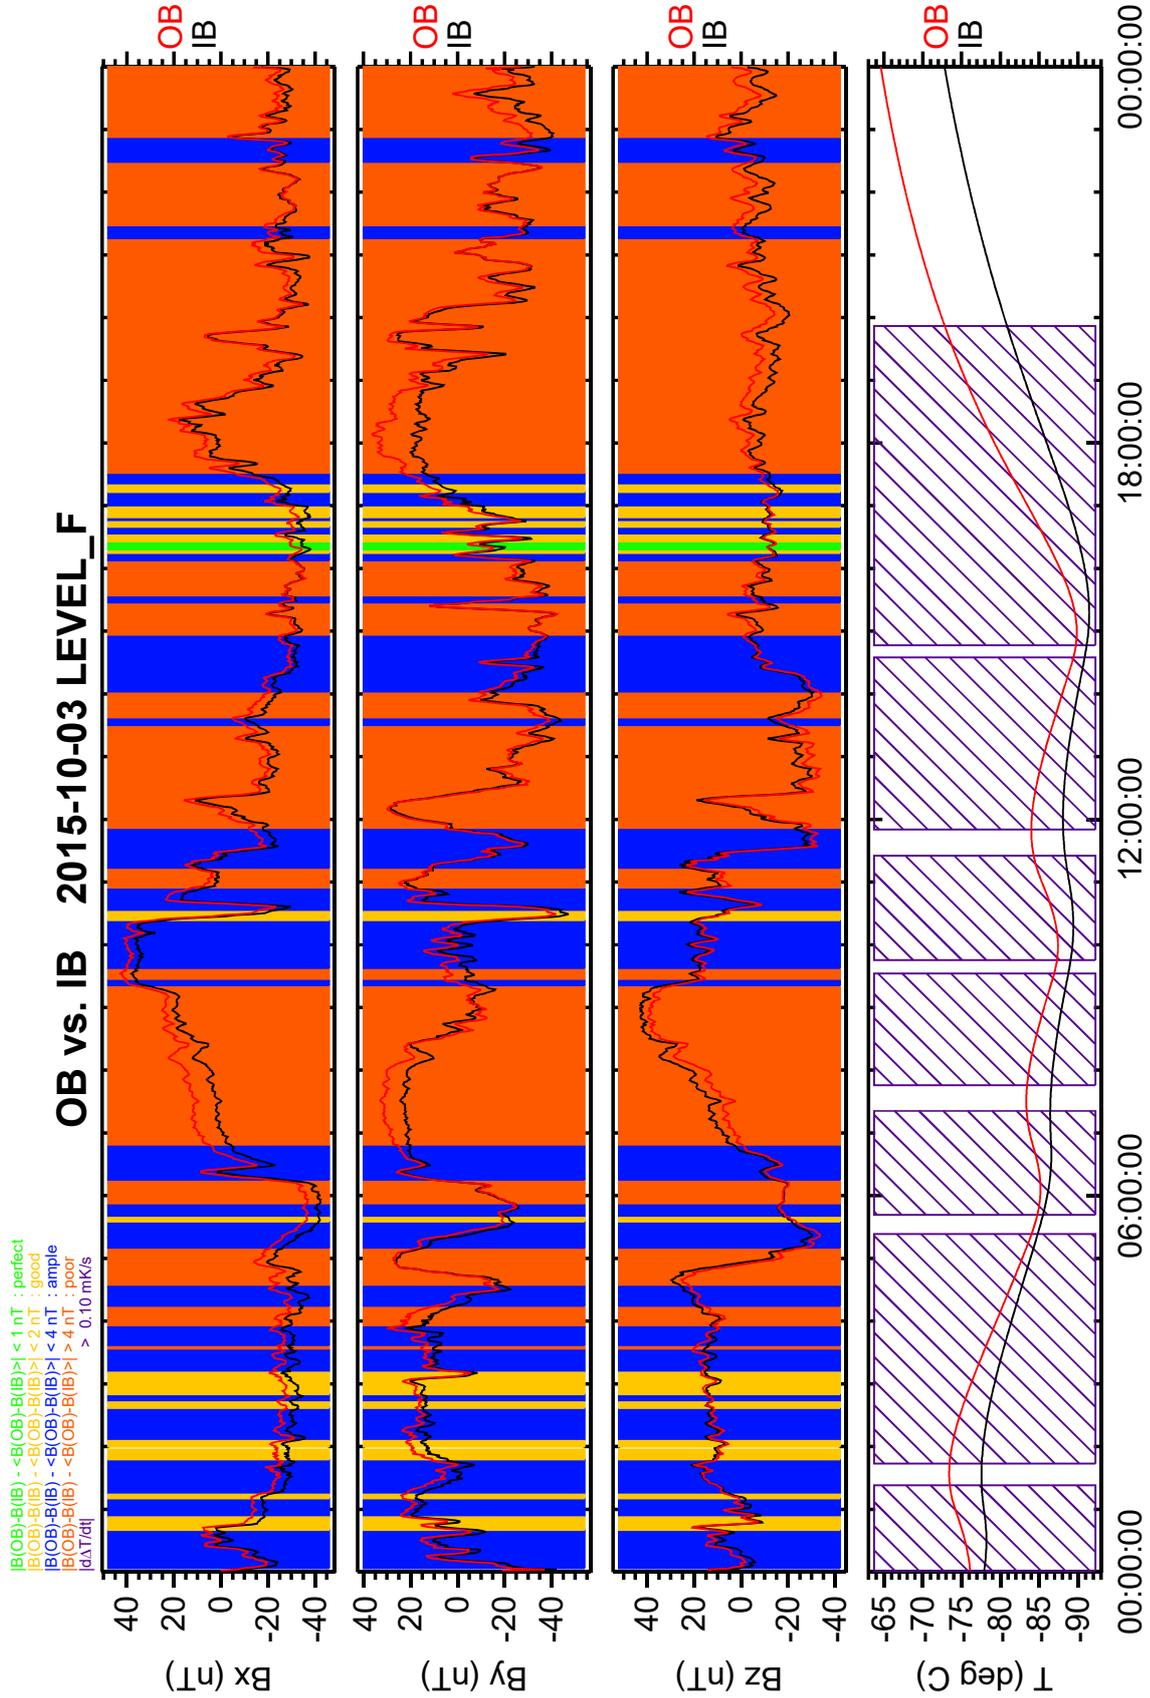 |B(OB)-B(IB) - <B(OB)-B(IB)>| < 1 nT : perfect
|B(OB)-B(IB) - <B(OB)-B(IB)>| < 2 nT : good
|B(OB)-B(IB) - <B(OB)-B(IB)>| < 4 nT : ample
|B(OB)-B(IB) - <B(OB)-B(IB)>| > 4 nT : poor
|dΔT/dt| > 0.10 mK/s
OB vs. IB 2015-10-03 LEVEL_F
Bx (nT)
40
20
0
-20
-40
OB
IB
By (nT)
40
20
0
-20
-40
OB
IB
Bz (nT)
40
20
0
-20
-40
OB
IB
T (deg C)
-65
-70
-75
-80
-85
-90
OB
IB
00:00:00 06:00:00 12:00:00 18:00:00 00:00:00